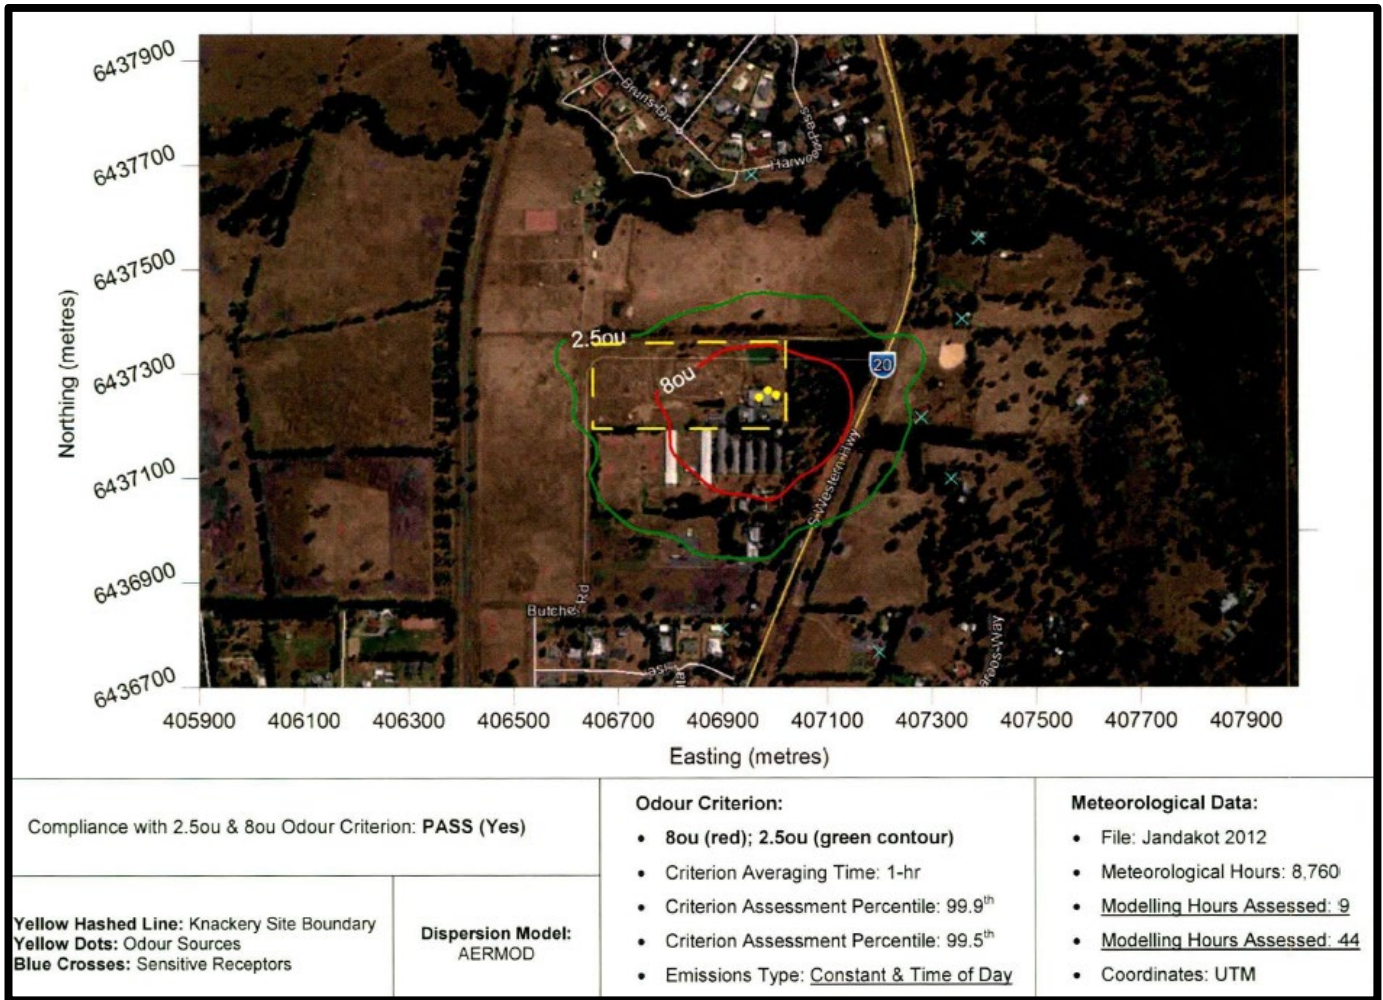 6437900
6437700
6437500
6437300
6437100
6436900
6436700
Northing (metres)
Bruns Dr
Harwood
Pass
2.5ou
8ou
20
S Western Hwy
Butcher Rd
405900 406100 406300 406500 406700 406900 407100 407300 407500 407700 407900
Easting (metres)
Compliance with 2.5ou & 8ou Odour Criterion: PASS (Yes)
Yellow Hashed Line: Knackery Site Boundary
Yellow Dots: Odour Sources
Blue Crosses: Sensitive Receptors
Dispersion Model:
AERMOD
Odour Criterion:
• 8ou (red); 2.5ou (green contour)
• Criterion Averaging Time: 1-hr
• Criterion Assessment Percentile: 99.9th
• Criterion Assessment Percentile: 99.5th
• Emissions Type: Constant & Time of Day
Meteorological Data:
• File: Jandakot 2012
• Meteorological Hours: 8,760
• Modelling Hours Assessed: 9
• Modelling Hours Assessed: 44
• Coordinates: UTM